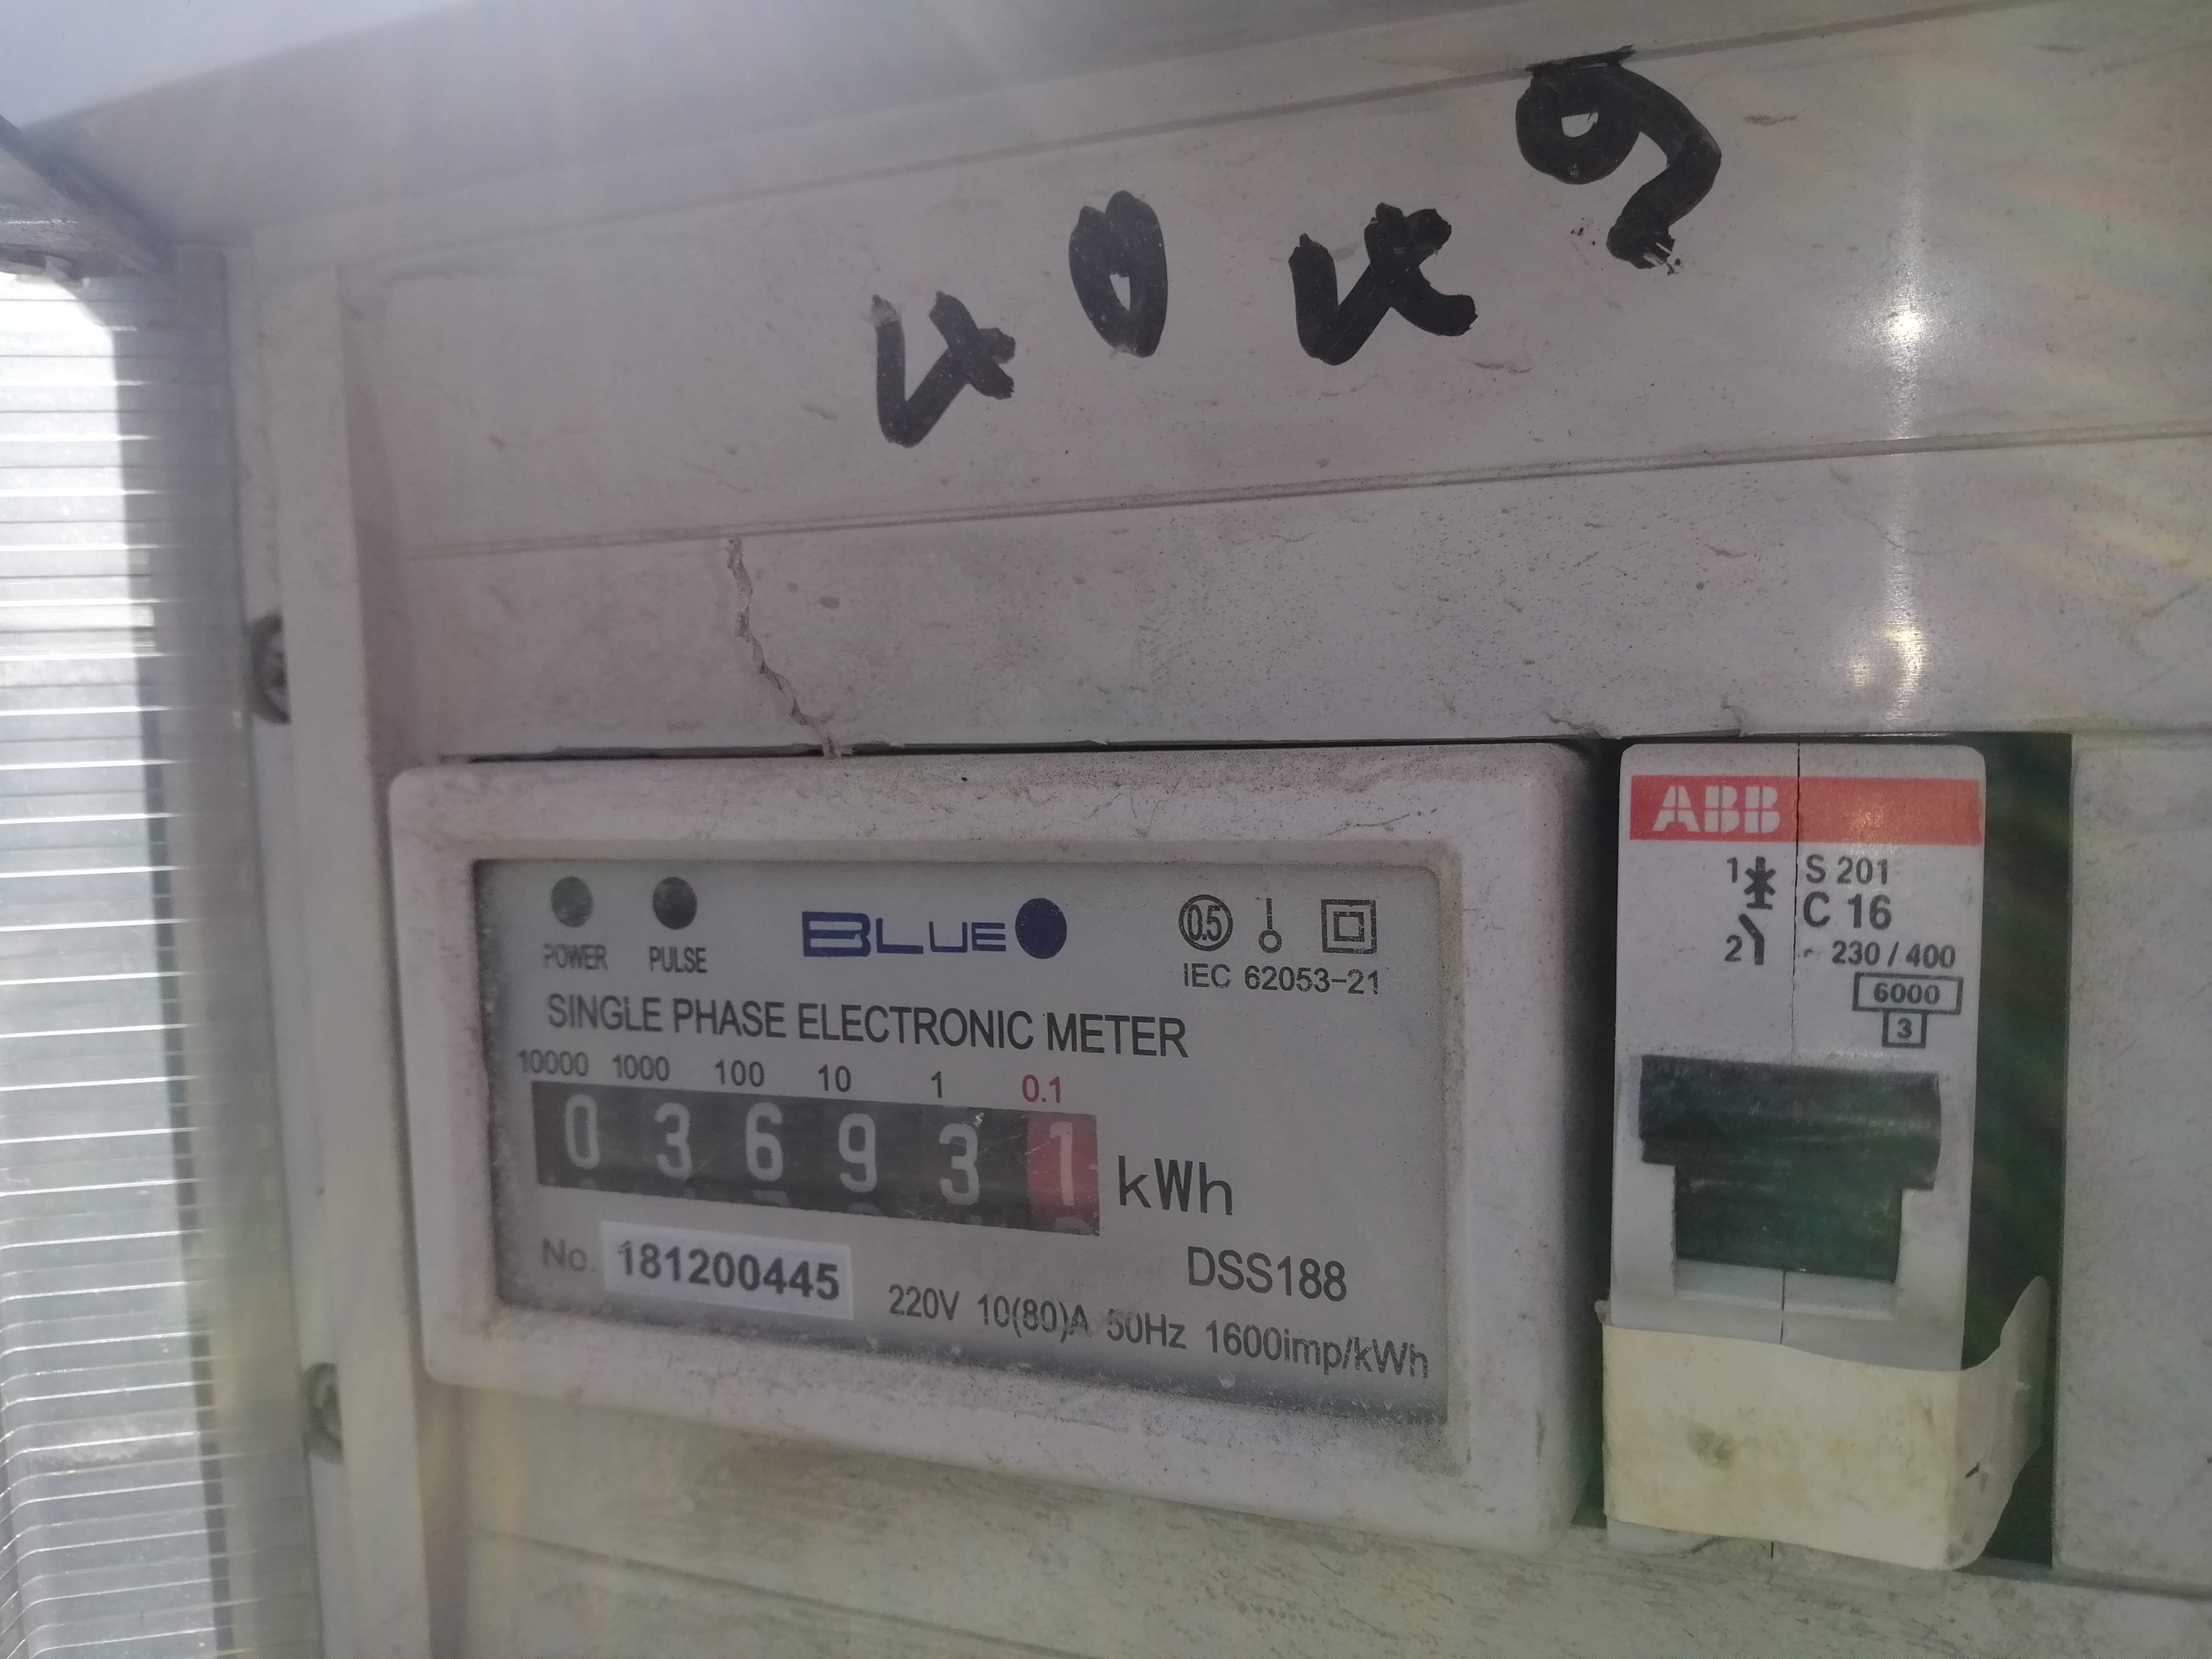 BLUE
POWER PULSE
0.5
IEC 62053-21
SINGLE PHASE ELECTRONIC METER
10000 1000 100 10 1 0.1
0 3 6 9 3 1 kWh
No. 181200445
DSS188
220V 10(80)A 50Hz 1600imp/kWh
ABB
1 S 201
C 16
2 ~ 230 / 400
6000
3